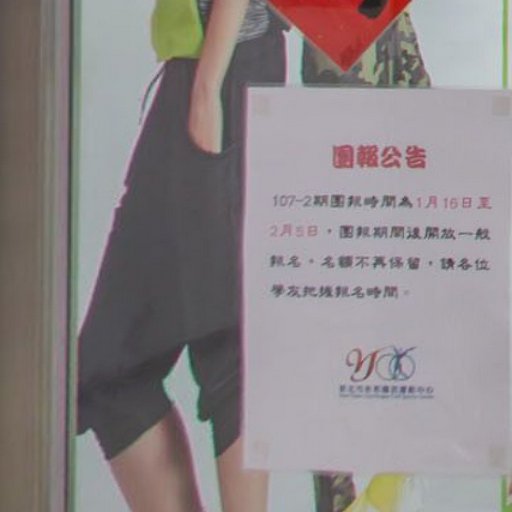 團報公告
107-2期團報時間為1月16日至
2月5日，團報期間後開放一般
報名。名額不再保留，請各位
學友把握報名時間。